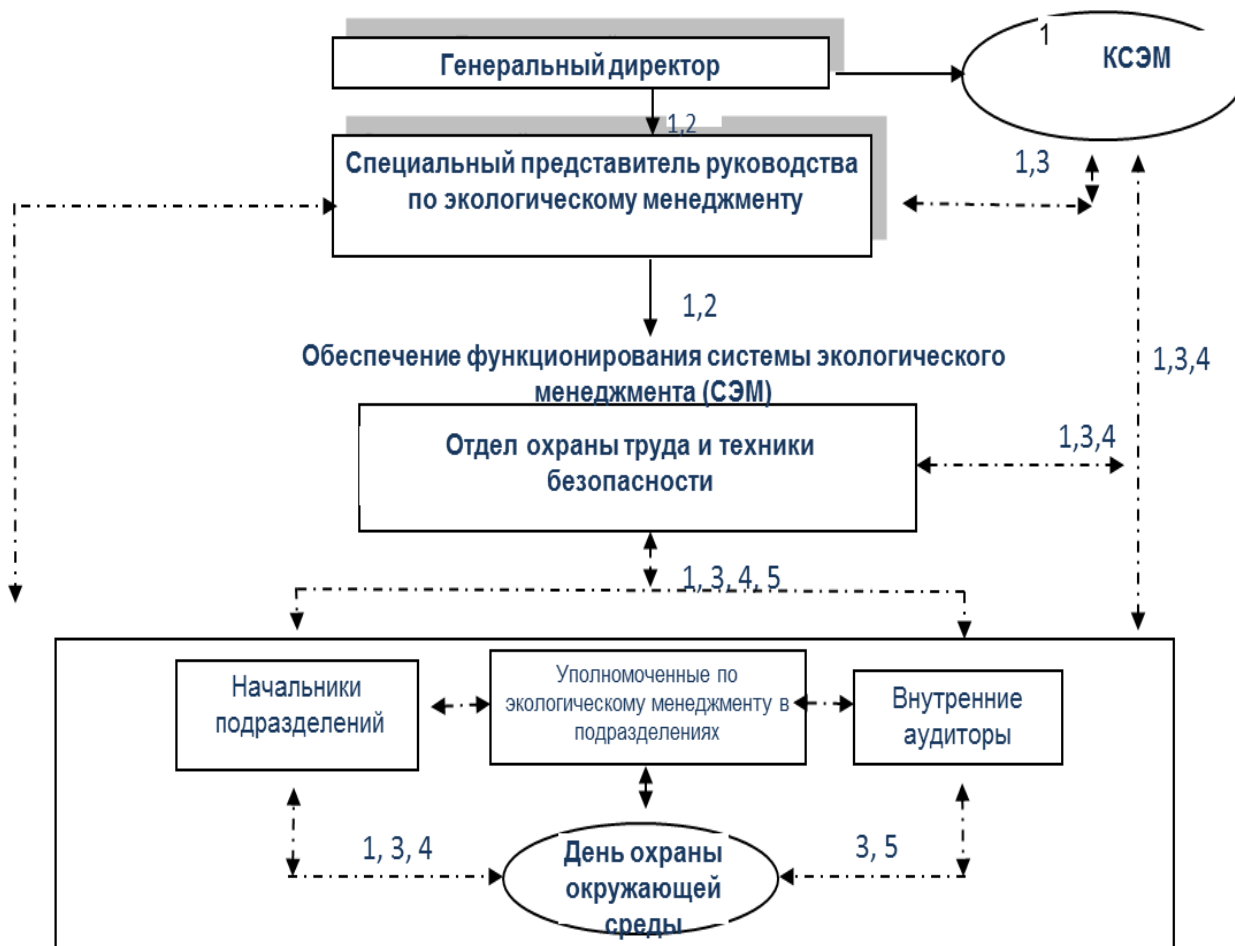 Генеральный директор
1
КСЭМ
1,2
Специальный представитель руководства
по экологическому менеджменту
1,3
1,2
Обеспечение функционирования системы экологического
менеджмента (СЭМ)
1,3,4
Отдел охраны труда и техники
безопасности
1,3,4
1, 3, 4, 5
Начальники
подразделений
Уполномоченные по
экологическому менеджменту в
подразделениях
Внутренние
аудиторы
1, 3, 4
День охраны
окружающей
среды
3, 5